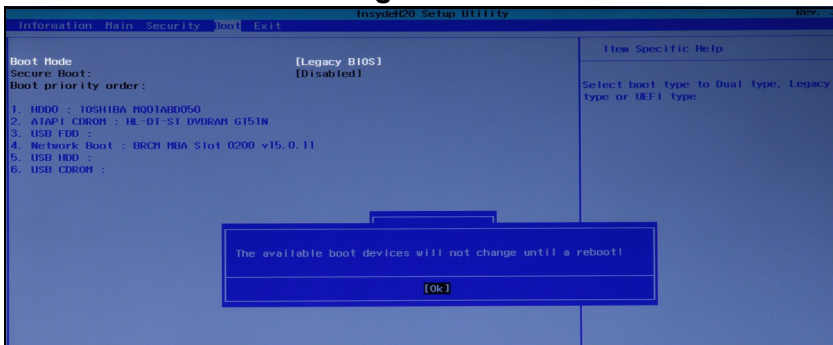 InsydeH20 Setup Utility Rev.
Information Main Security Boot Exit
Item Specific Help
Boot Mode [Legacy BIOS]
Secure Boot: [Disabled]
Boot priority order:
Select boot type to Dual type, Legacy
type or UEFI type
1. HDD0 : TOSHIBA MQ01ABD050
2. ATAPI CDROM : HL-DT-ST DVDRAM GT51N
3. USB FDD :
4. Network Boot : BRCM MBA Slot 0200 v15.0.11
5. USB HDD :
6. USB CDROM :
The available boot devices will not change until a reboot!
[Ok]